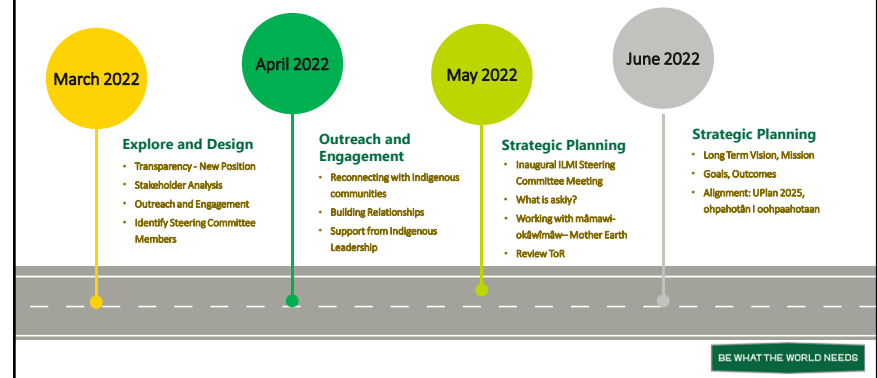 March 2022
April 2022
May 2022
June 2022
Explore and Design
• Transparency - New Position
• Stakeholder Analysis
• Outreach and Engagement
• Identify Steering Committee
Members
Outreach and
Engagement
• Reconnecting with Indigenous
communities
• Building Relationships
• Support from Indigenous
Leadership
Strategic Planning
• Inaugural ILMI Steering
Committee Meeting
• What is askiy?
• Working with mâmawi-
okâwîmâw– Mother Earth
• Review ToR
Strategic Planning
• Long Term Vision, Mission
• Goals, Outcomes
• Alignment: UPlan 2025,
ohpahotân I oohpaahotaan
BE WHAT THE WORLD NEEDS